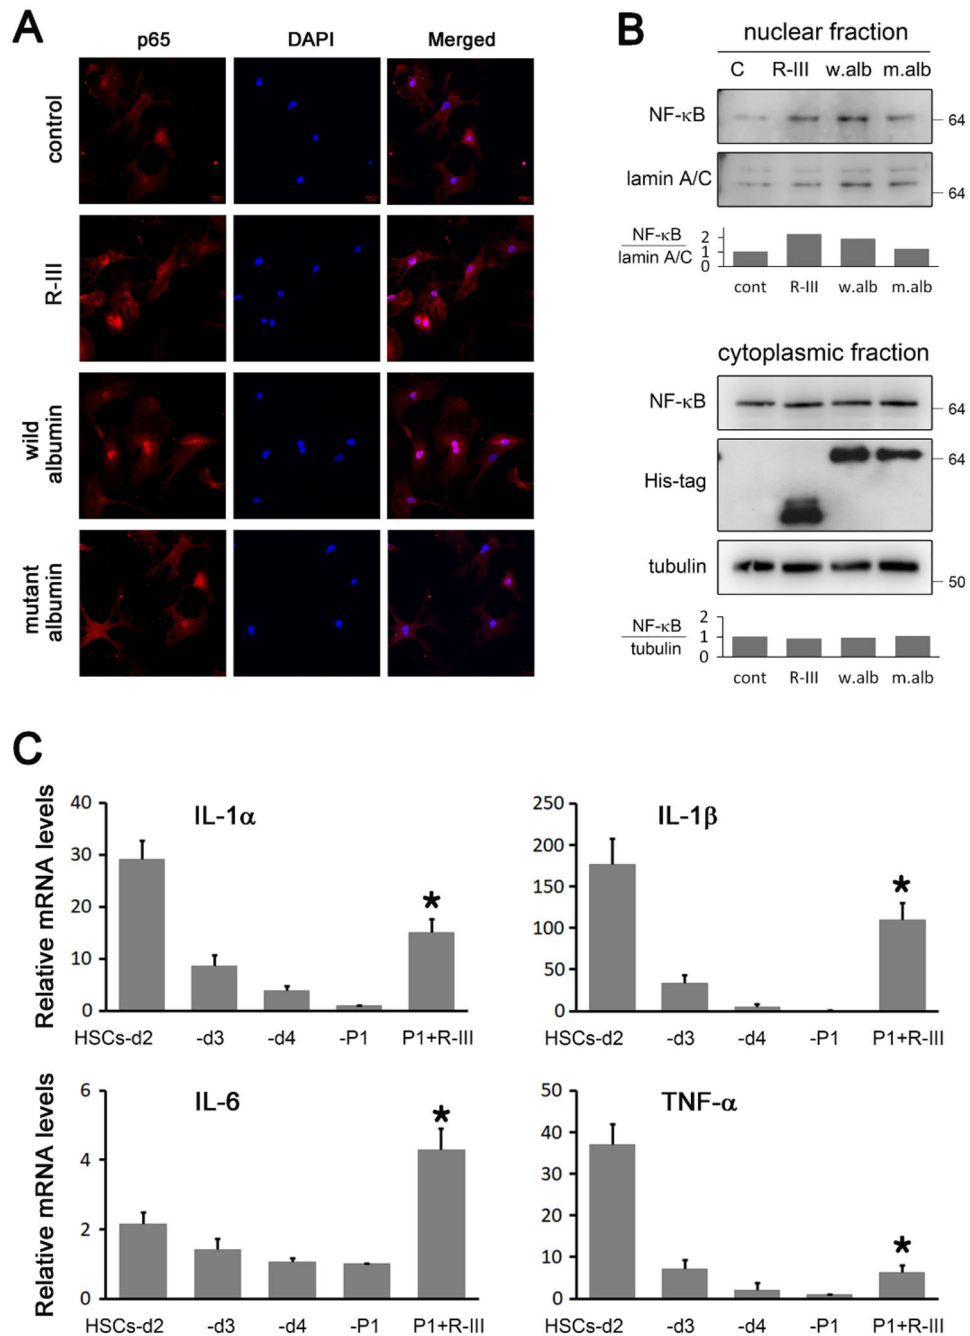 A
p65 DAPI Merged
control
R-III
wild
albumin
mutant
albumin
B
nuclear fraction
C R-III w.alb m.alb
NF-κB
64
lamin A/C
64
NF-κB
lamin A/C
2
1
0
cont R-III w.alb m.alb
cytoplasmic fraction
NF-κB
64
His-tag
64
tubulin
50
NF-κB
tubulin
2
1
0
cont R-III w.alb m.alb
C
Relative mRNA levels
IL-1α
40
30
20
10
0
*
HSCs-d2 -d3 -d4 -P1 P1+R-III
IL-1β
250
200
150
100
50
0
*
HSCs-d2 -d3 -d4 -P1 P1+R-III
Relative mRNA levels
IL-6
6
4
2
0
*
HSCs-d2 -d3 -d4 -P1 P1+R-III
TNF-α
50
40
30
20
10
0
*
HSCs-d2 -d3 -d4 -P1 P1+R-III